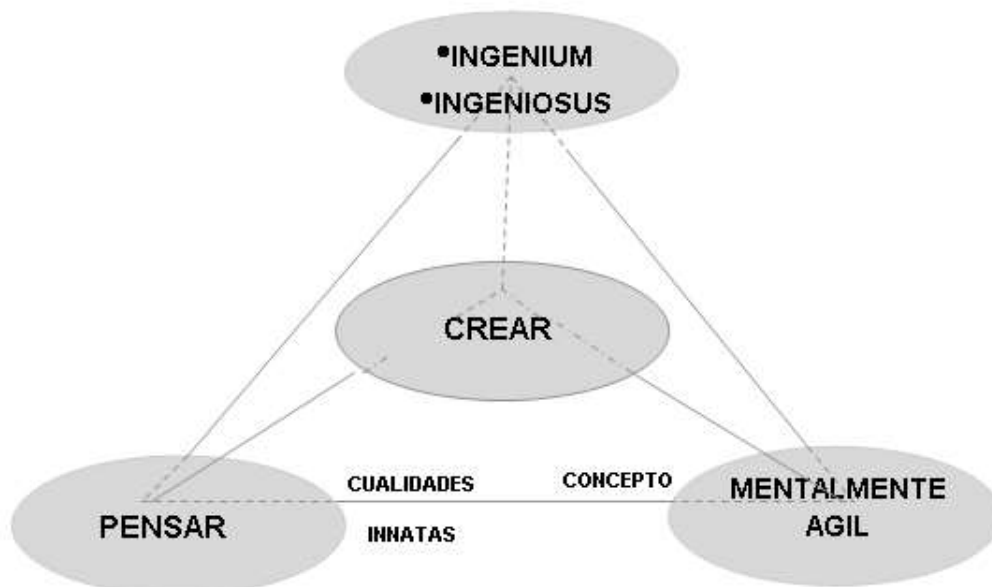 •INGENIUM
•INGENIOSUS
CREAR
CUALIDADES
CONCEPTO
INNATAS
PENSAR
MENTALMENTE
AGIL